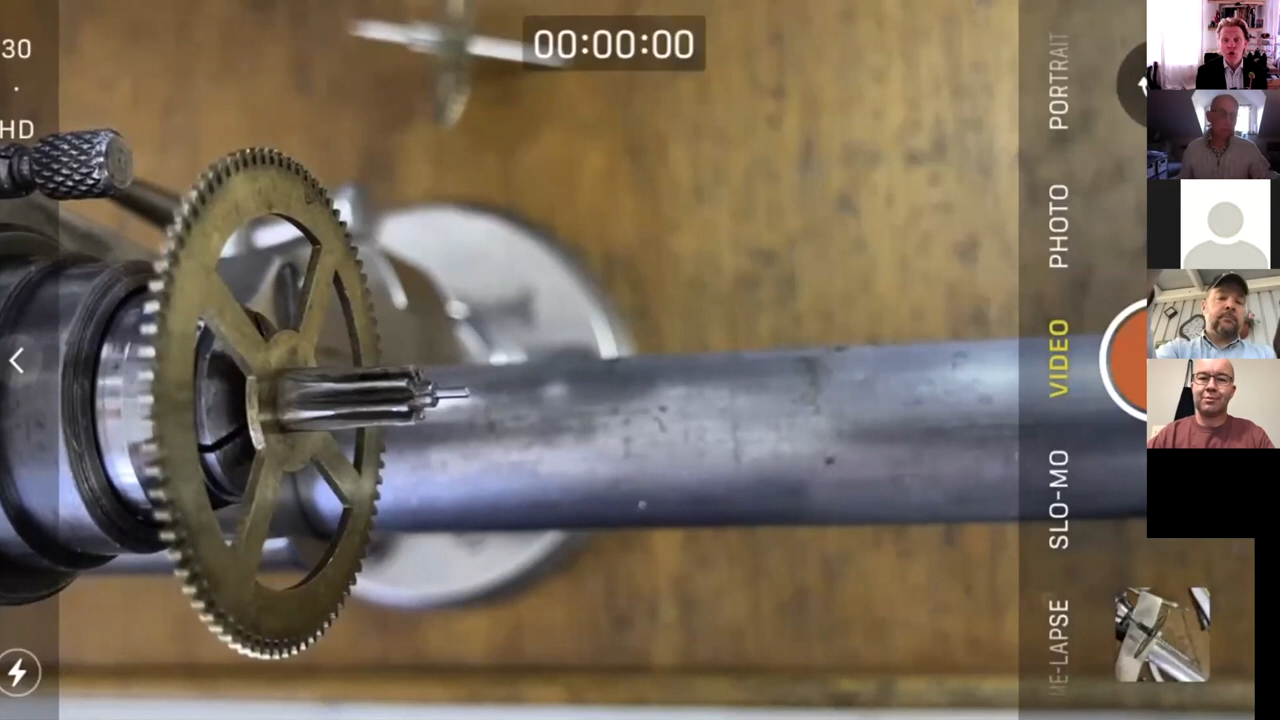 30
HD
00:00:00
PORTRAIT
PHOTO
VIDEO
SLO-MO
ME-LAPSE